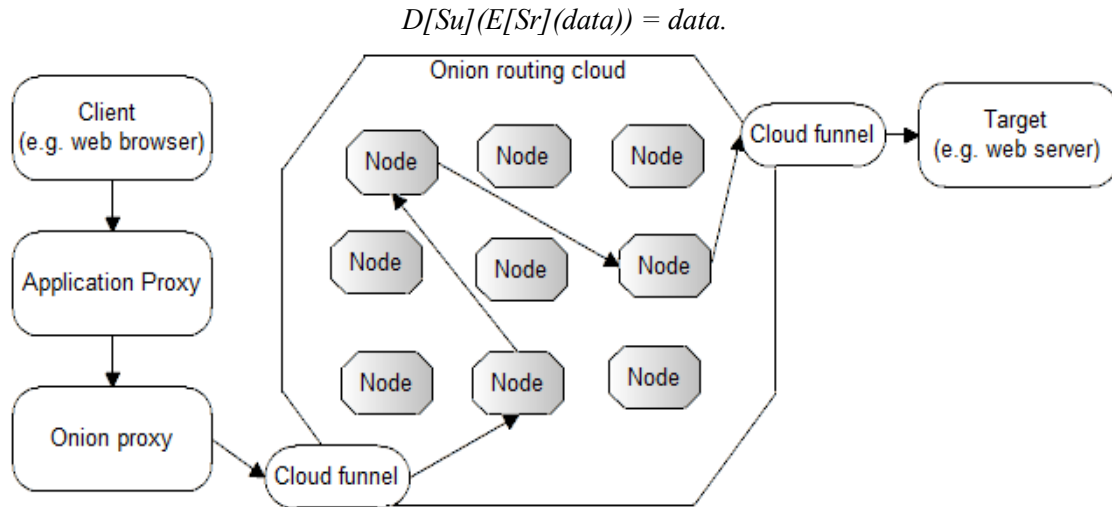 D[Su](E[Sr](data)) = data.
Onion routing cloud
Client
(e.g. web browser)
Cloud funnel
Target
(e.g. web server)
Node
Node
Node
Application Proxy
Node
Node
Node
Node
Node
Node
Onion proxy
Cloud funnel